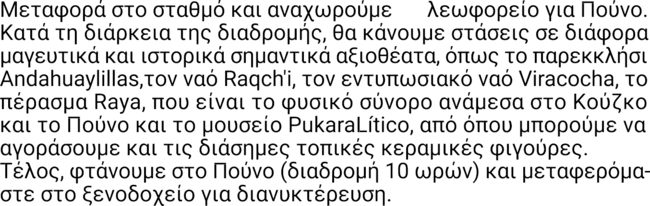 Μεταφορά στο σταθμό και αναχωρούμε λεωφορείο για Πούνο.
Κατά τη διάρκεια της διαδρομής, θα κάνουμε στάσεις σε διάφορα
μαγευτικά και ιστορικά σημαντικά αξιοθέατα, όπως το παρεκκλήσι
Andahuaylillas,τον ναό Raqch'i, τον εντυπωσιακό ναό Viracocha, το
πέρασμα Raya, που είναι το φυσικό σύνορο ανάμεσα στο Κούζκο
και το Πούνο και το μουσείο PukaraLítico, από όπου μπορούμε να
αγοράσουμε και τις διάσημες τοπικές κεραμικές φιγούρες.
Τέλος, φτάνουμε στο Πούνο (διαδρομή 10 ωρών) και μεταφερόμα-
στε στο ξενοδοχείο για διανυκτέρευση.